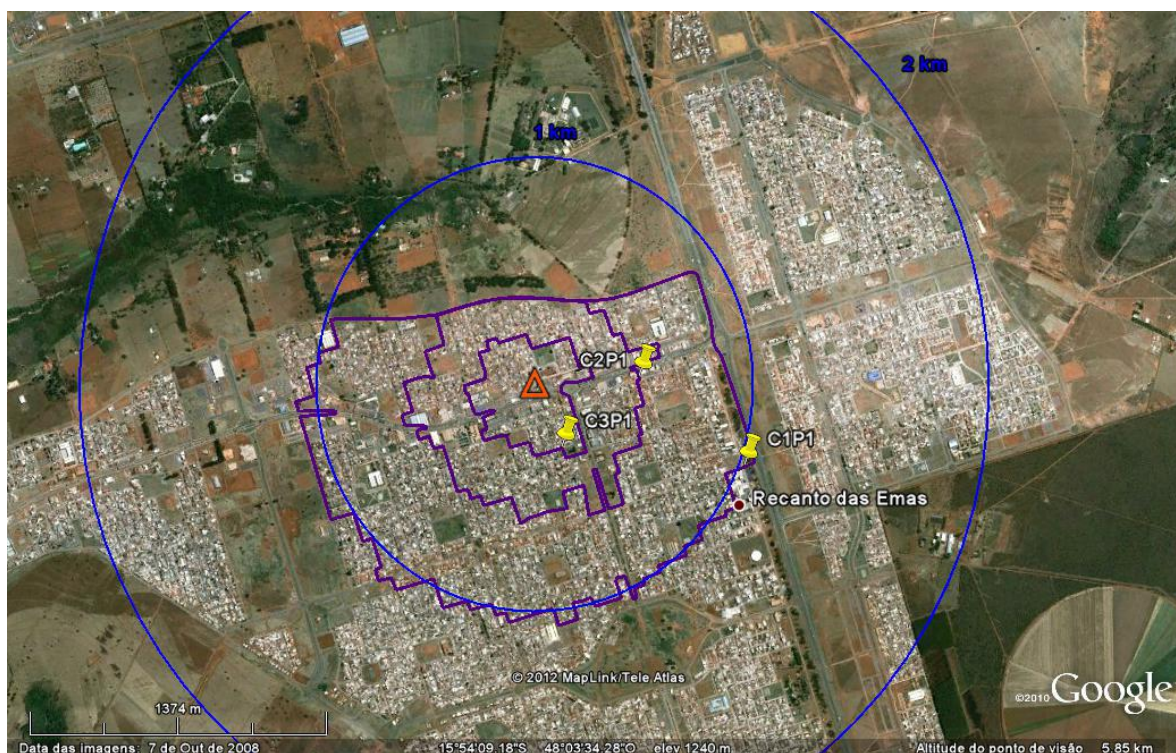 2 km
1 km
C2P1
C3P1
C1P1
Recanto das Emas
© 2012 MapLink/Tele Atlas
©2010 Google
1374 m
Data das imagens: 7 de Out de 2008 15°54'09.18"S 48°03'34.28"O elev 1240 m Altitude do ponto de visão 5.85 km